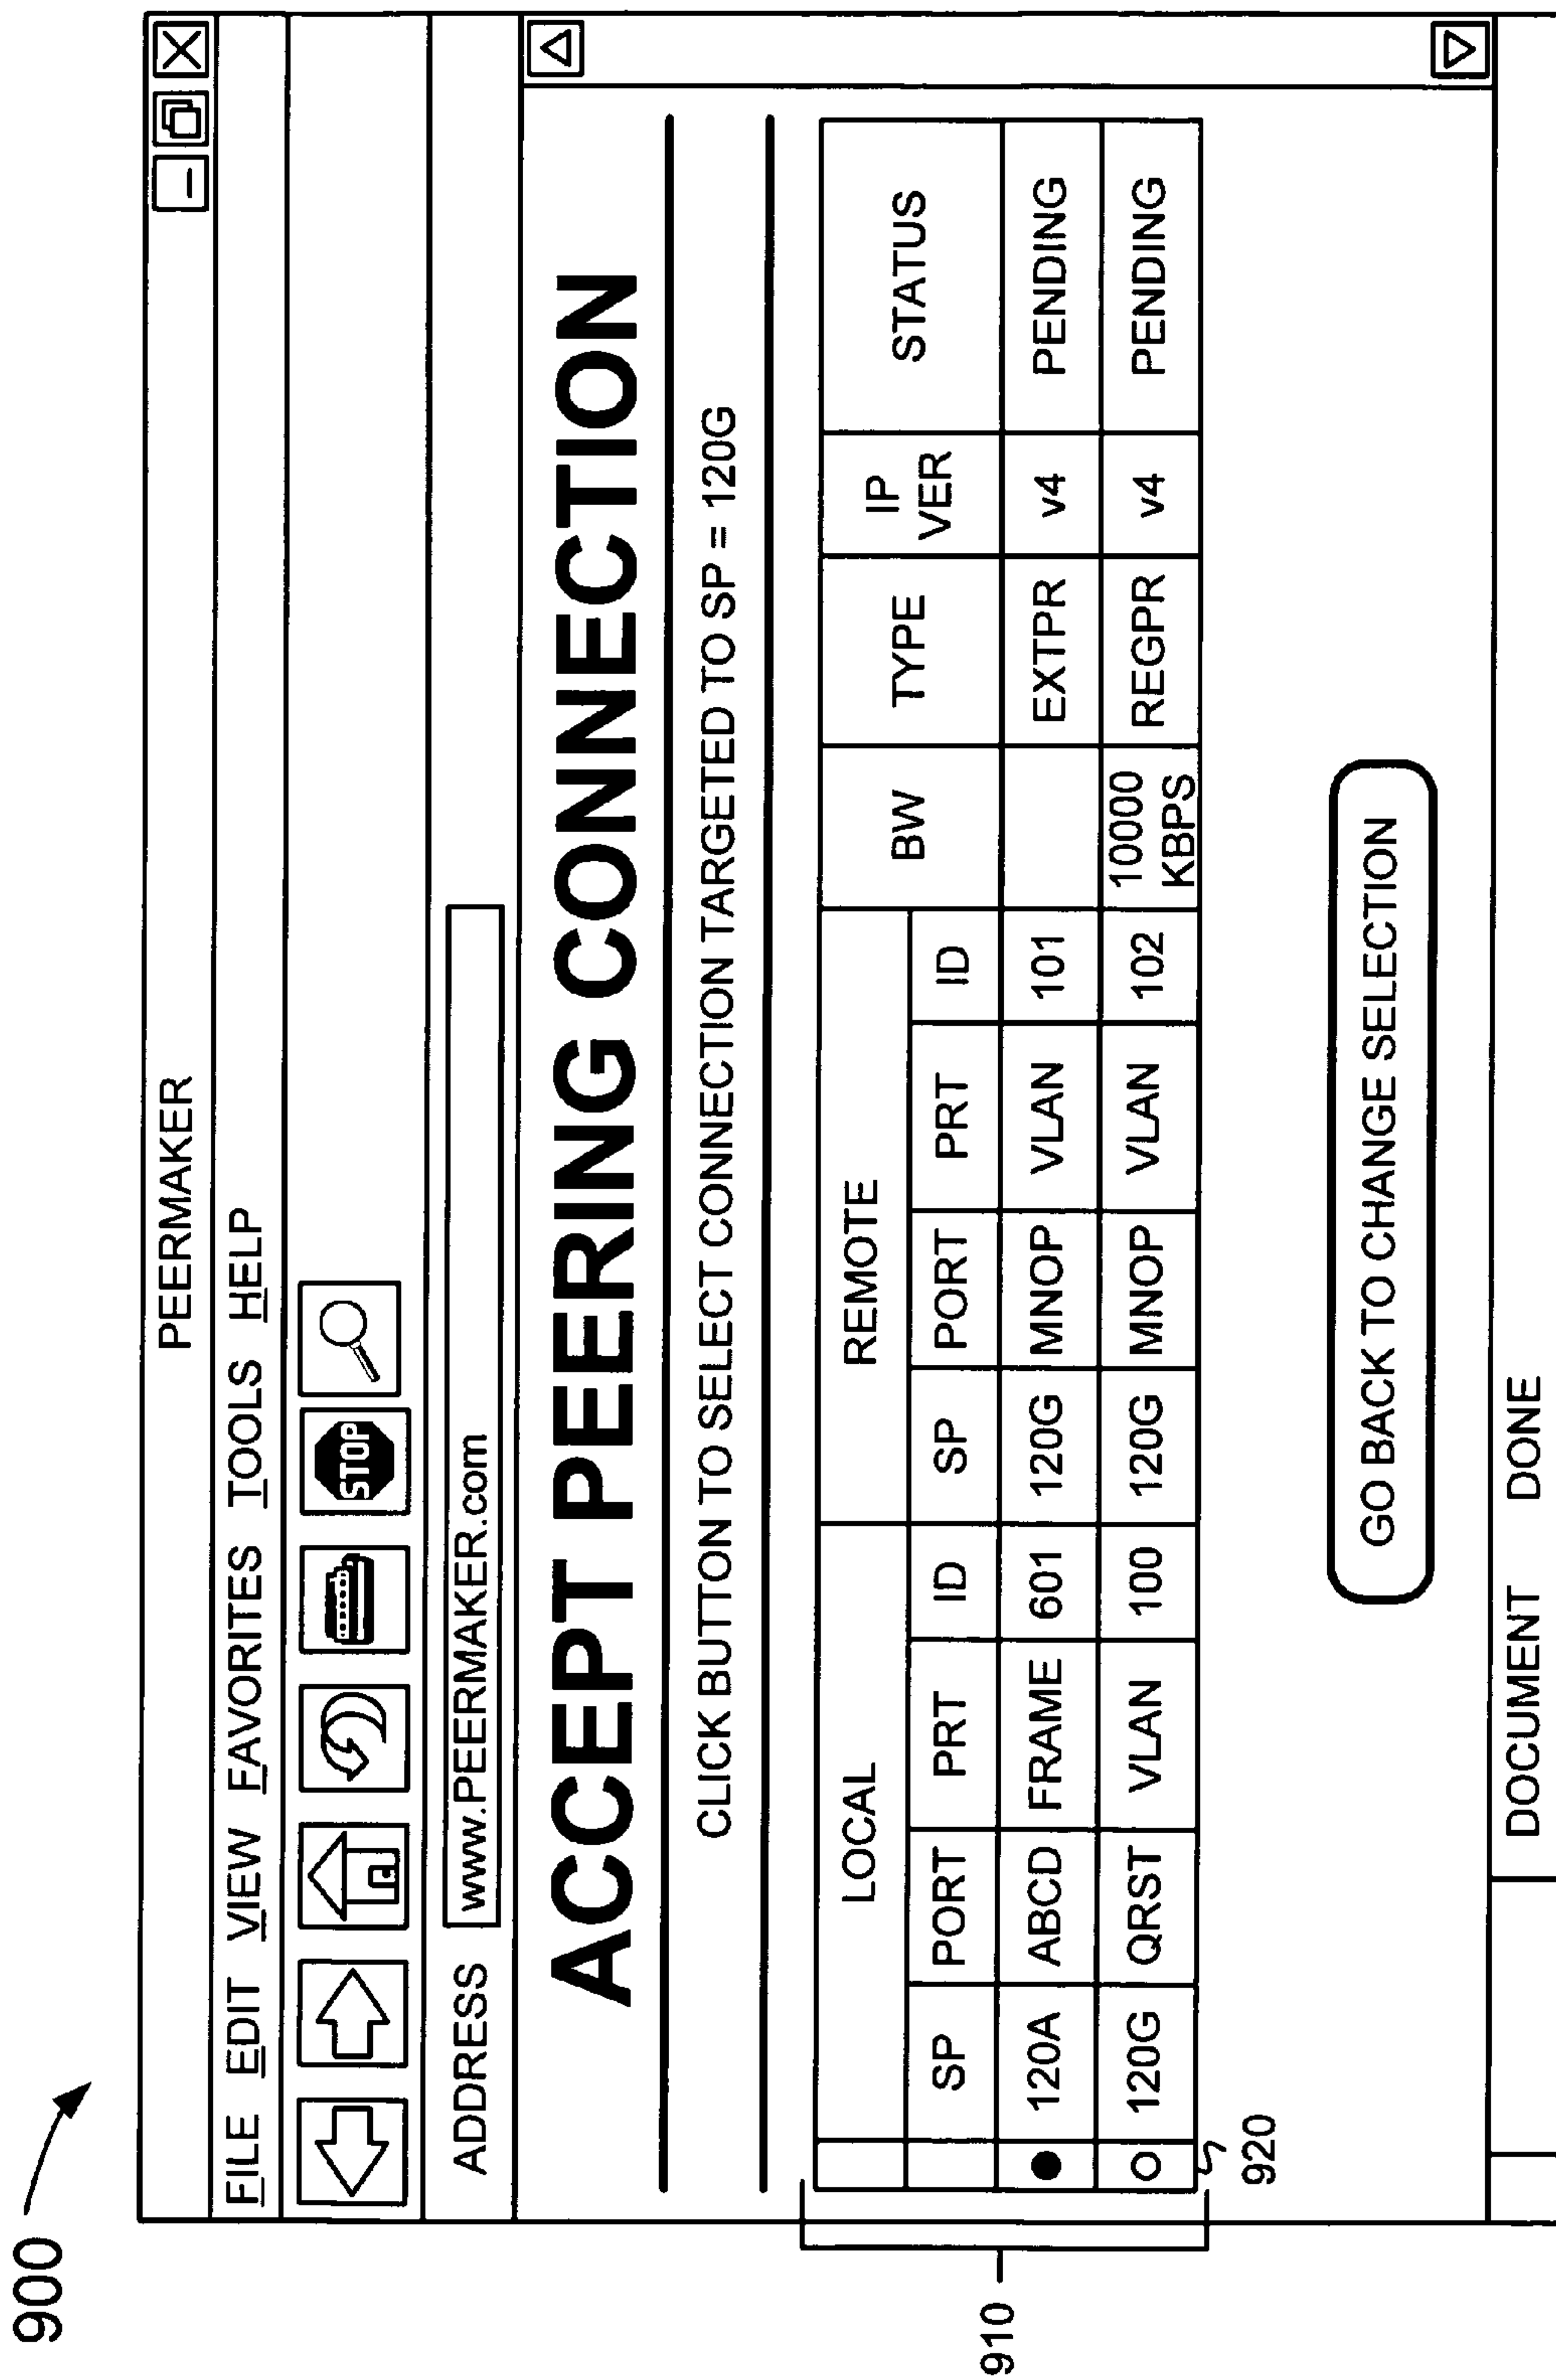 900
PEERMAKER
FILE EDIT VIEW FAVORITES TOOLS HELP
STOP
ADDRESS www.PEERMAKER.com
ACCEPT PEERING CONNECTION
CLICK BUTTON TO SELECT CONNECTION TARGETED TO SP = 120G
LOCAL REMOTE BW TYPE IP VER STATUS
SP PORT PRT ID SP PORT PRT ID
120A ABCD FRAME 601 120G MNOP VLAN 101 EXTPR v4 PENDING
120G QRST VLAN 100 120G MNOP VLAN 102 10000 KBPS REGPR v4 PENDING
910
920
GO BACK TO CHANGE SELECTION
DOCUMENT DONE